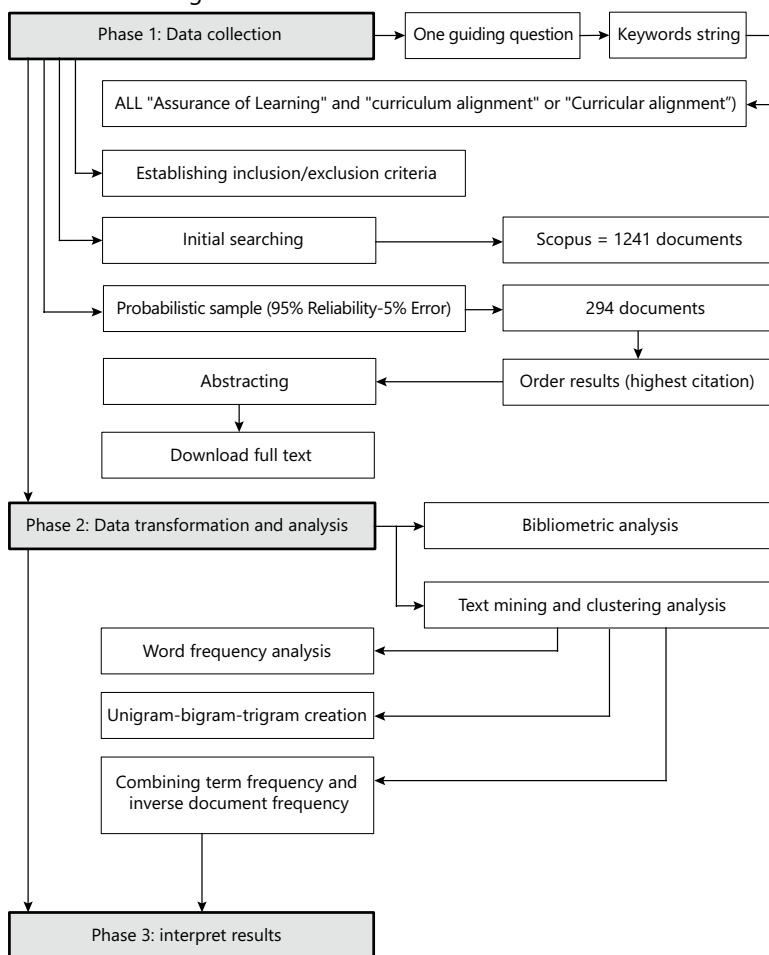 Phase 1: Data collection
One guiding question
Keywords string
ALL "Assurance of Learning" and "curriculum alignment" or "Curricular alignment")
Establishing inclusion/exclusion criteria
Initial searching
Scopus = 1241 documents
Probabilistic sample (95% Reliability-5% Error)
294 documents
Abstracting
Order results (highest citation)
Download full text
Phase 2: Data transformation and analysis
Bibliometric analysis
Text mining and clustering analysis
Word frequency analysis
Unigram-bigram-trigram creation
Combining term frequency and
inverse document frequency
Phase 3: interpret results